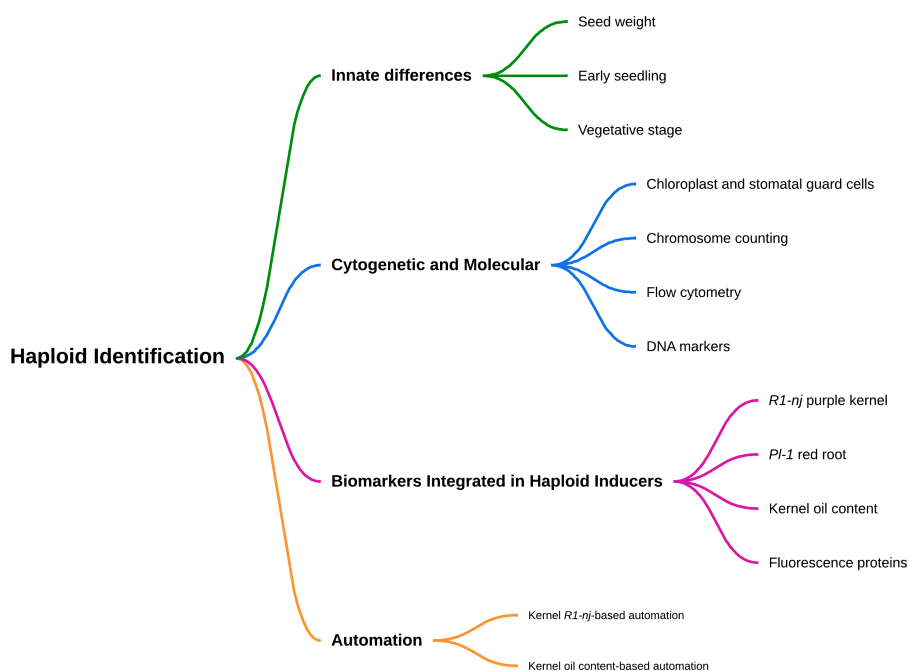 Haploid Identification
Innate differences
Seed weight
Early seedling
Vegetative stage
Cytogenetic and Molecular
Chloroplast and stomatal guard cells
Chromosome counting
Flow cytometry
DNA markers
Biomarkers Integrated in Haploid Inducers
R1-nj purple kernel
Pl-1 red root
Kernel oil content
Fluorescence proteins
Automation
Kernel R1-nj-based automation
Kernel oil content-based automation